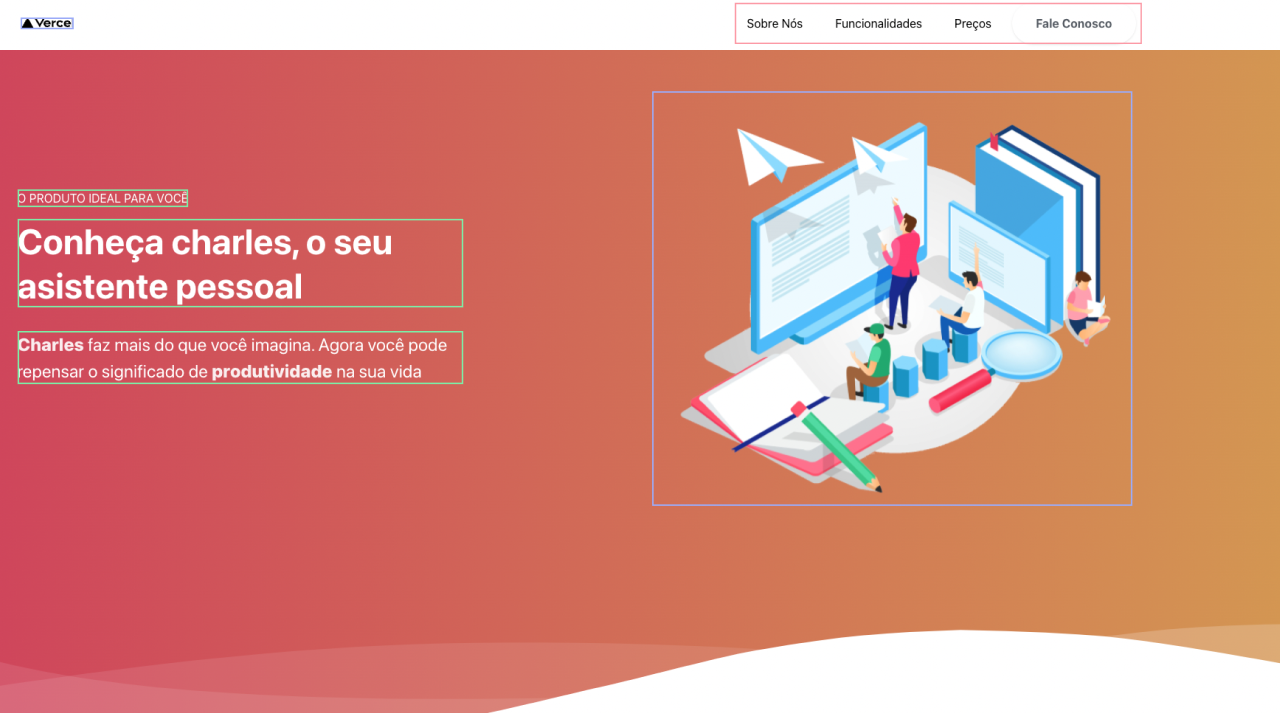 Verce
Sobre Nós
Funcionalidades
Preços
Fale Conosco
O PRODUTO IDEAL PARA VOCÊ
Conheça charles, o seu
asistente pessoal
Charles faz mais do que você imagina. Agora você pode
repensar o significado de produtividade na sua vida